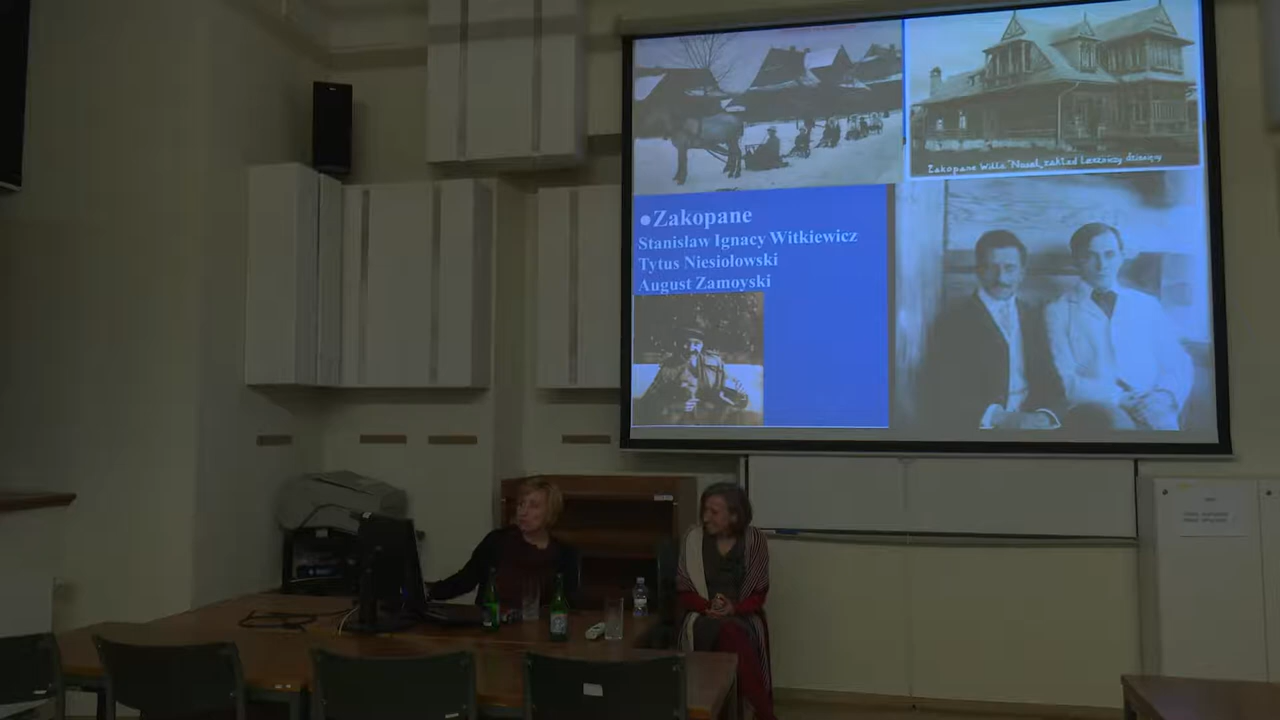 Zakopane Willa "Nosal" zakład Leczniczy dziecięcy
●Zakopane
Stanisław Ignacy Witkiewicz
Tytus Niesiołowski
August Zamoyski